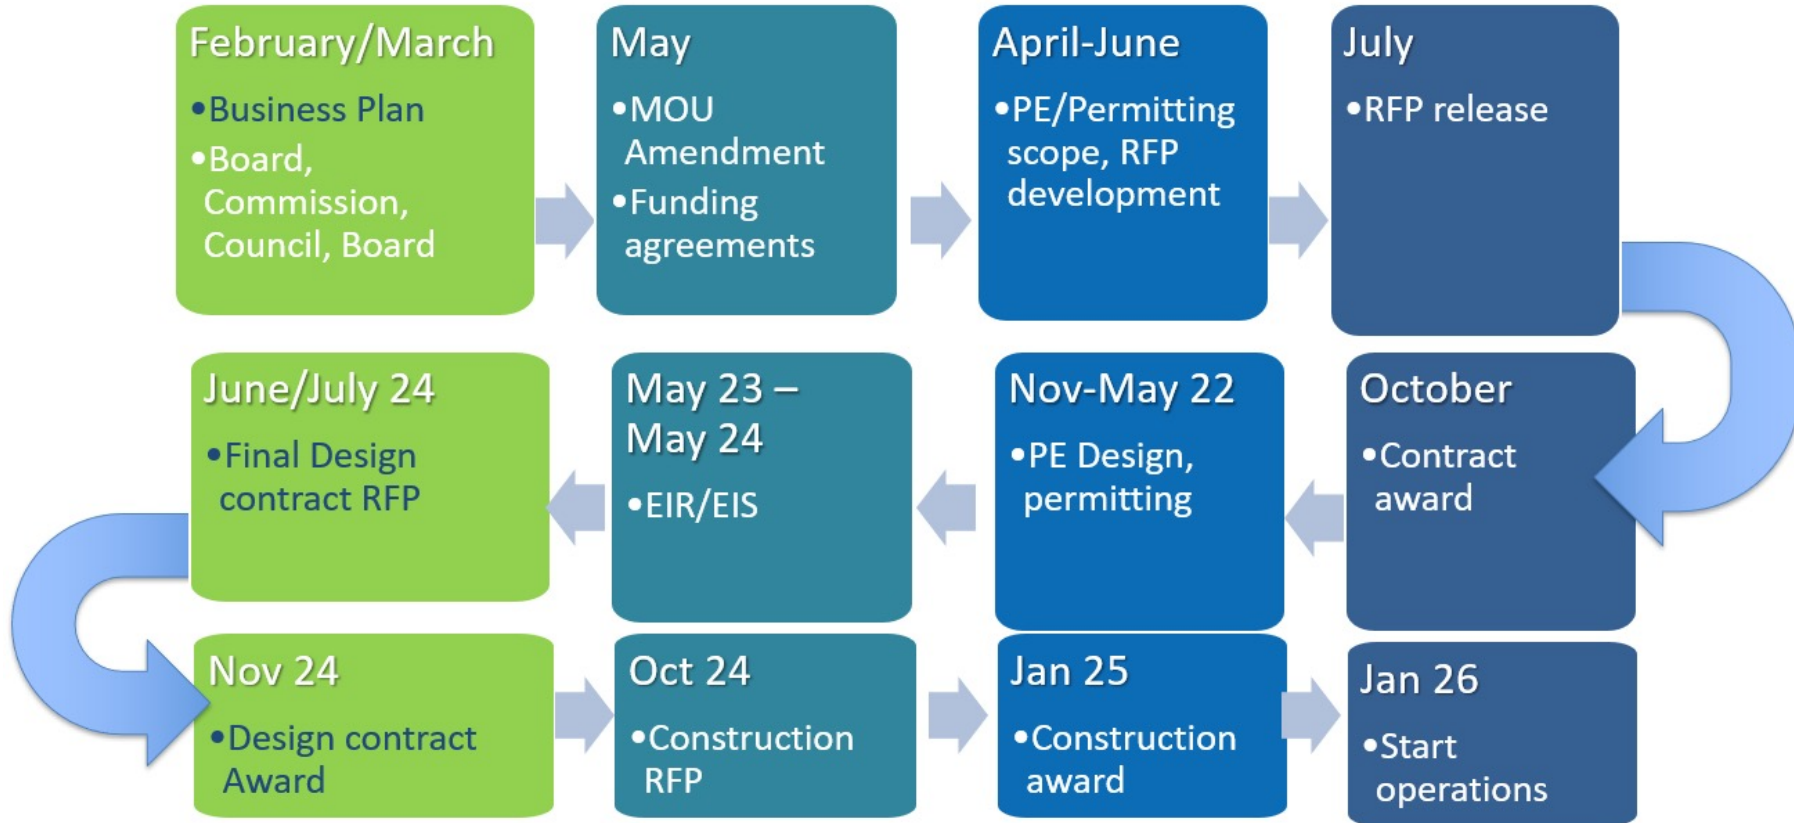 February/March
•Business Plan
•Board,
Commission,
Council, Board
May
•MOU
Amendment
•Funding
agreements
April-June
•PE/Permitting
scope, RFP
development
July
•RFP release
October
•Contract
award
Nov-May 22
•PE Design,
permitting
May 23 –
May 24
•EIR/EIS
June/July 24
•Final Design
contract RFP
Nov 24
•Design contract
Award
Oct 24
•Construction
RFP
Jan 25
•Construction
award
Jan 26
•Start
operations